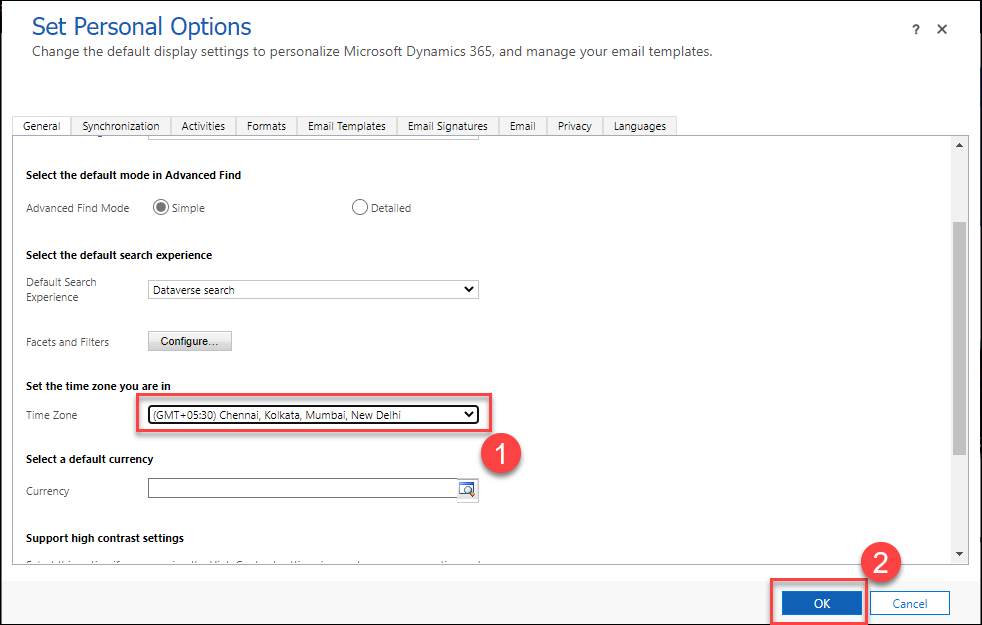 Set Personal Options
? ×
Change the default display settings to personalize Microsoft Dynamics 365, and manage your email templates.
General Synchronization Activities Formats Email Templates Email Signatures Email Privacy Languages
Select the default mode in Advanced Find
Advanced Find Mode Simple Detailed
Select the default search experience
Default Search
Experience
Dataverse search
Facets and Filters Configure...
Set the time zone you are in
Time Zone (GMT+05:30) Chennai, Kolkata, Mumbai, New Delhi
1
Select a default currency
Currency
Support high contrast settings
2
OK Cancel